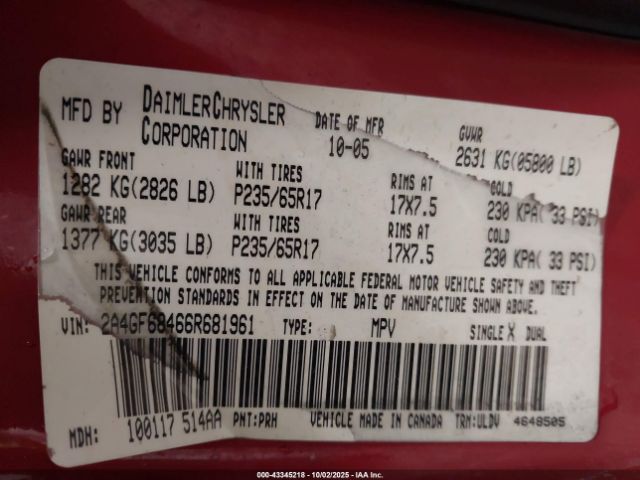 MFD BY DAIMLERCHRYSLER CORPORATION DATE OF MFR 10-05 GVWR 2631 KG(05800 LB)
GAWR FRONT WITH TIRES RIMS AT COLD
1282 KG(2826 LB) P235/65R17 17X7.5 230 KPA( 33 PSI)
GAWR REAR WITH TIRES RIMS AT COLD
1377 KG(3035 LB) P235/65R17 17X7.5 230 KPA( 33 PSI)
THIS VEHICLE CONFORMS TO ALL APPLICABLE FEDERAL MOTOR VEHICLE SAFETY AND THEFT
PREVENTION STANDARDS IN EFFECT ON THE DATE OF MANUFACTURE SHOWN ABOVE.
VIN: 2A4GF68466R681961 TYPE: MPV SINGLE X DUAL
MDH: 100117 514AA PNT:PRH VEHICLE MADE IN CANADA TRM:ULDV 4648505
000-43345218 - 10/02/2025 - IAA Inc.